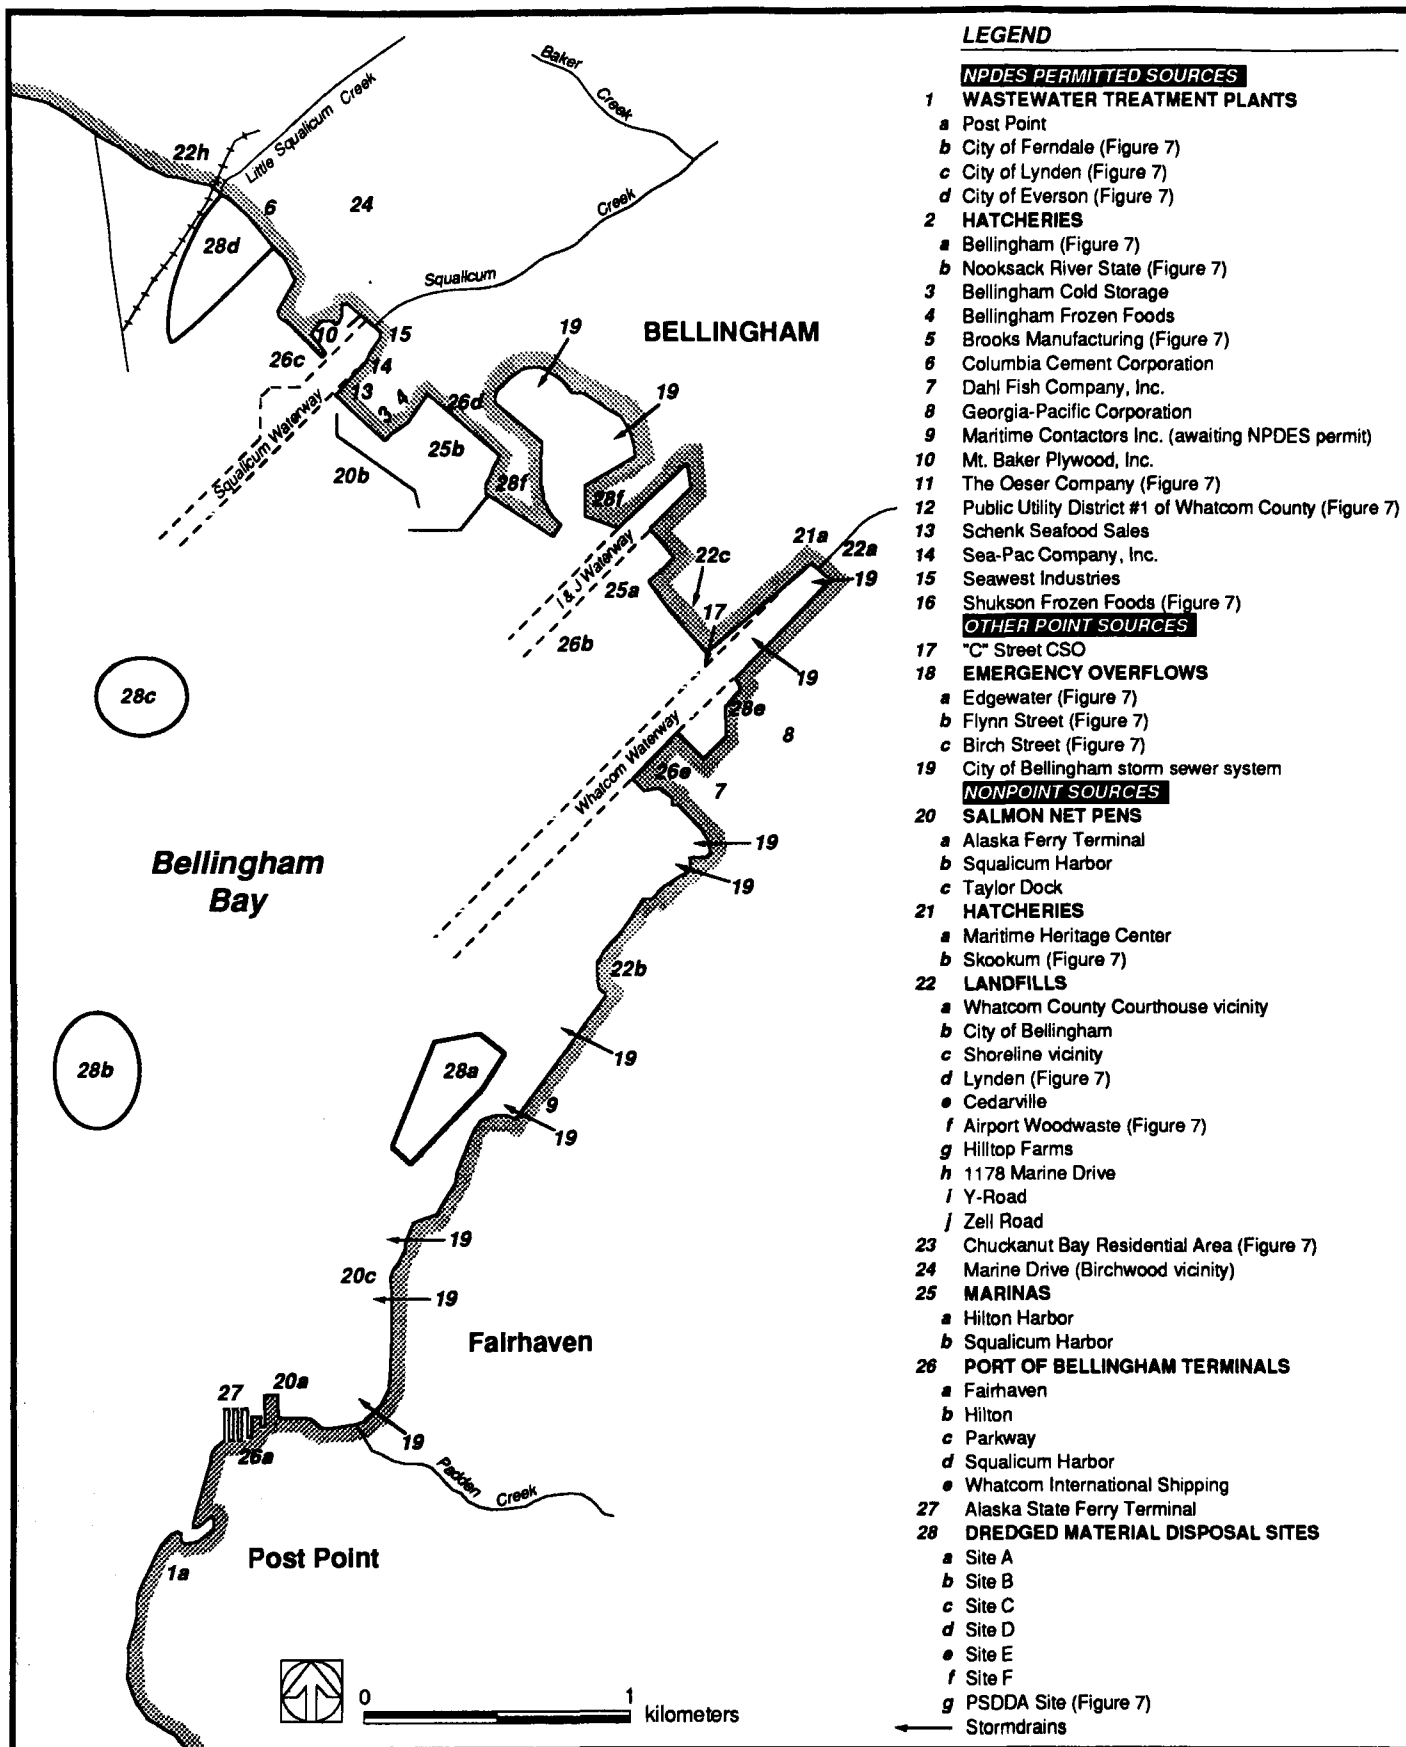 LEGEND
NPDES PERMITTED SOURCES
1 WASTEWATER TREATMENT PLANTS
a Post Point
b City of Ferndale (Figure 7)
c City of Lynden (Figure 7)
d City of Everson (Figure 7)
2 HATCHERIES
a Bellingham (Figure 7)
b Nooksack River State (Figure 7)
3 Bellingham Cold Storage
4 Bellingham Frozen Foods
5 Brooks Manufacturing (Figure 7)
6 Columbia Cement Corporation
7 Dahl Fish Company, Inc.
8 Georgia-Pacific Corporation
9 Maritime Contactors Inc. (awaiting NPDES permit)
10 Mt. Baker Plywood, Inc.
11 The Oeser Company (Figure 7)
12 Public Utility District #1 of Whatcom County (Figure 7)
13 Schenk Seafood Sales
14 Sea-Pac Company, Inc.
15 Seawest Industries
16 Shukson Frozen Foods (Figure 7)
OTHER POINT SOURCES
17 "C" Street CSO
18 EMERGENCY OVERFLOWS
a Edgewater (Figure 7)
b Flynn Street (Figure 7)
c Birch Street (Figure 7)
19 City of Bellingham storm sewer system
NONPOINT SOURCES
20 SALMON NET PENS
a Alaska Ferry Terminal
b Squalicum Harbor
c Taylor Dock
21 HATCHERIES
a Maritime Heritage Center
b Skookum (Figure 7)
22 LANDFILLS
a Whatcom County Courthouse vicinity
b City of Bellingham
c Shoreline vicinity
d Lynden (Figure 7)
e Cedarville
f Airport Woodwaste (Figure 7)
g Hilltop Farms
h 1178 Marine Drive
i Y-Road
j Zell Road
23 Chuckanut Bay Residential Area (Figure 7)
24 Marine Drive (Birchwood vicinity)
25 MARINAS
a Hilton Harbor
b Squalicum Harbor
26 PORT OF BELLINGHAM TERMINALS
a Fairhaven
b Hilton
c Parkway
d Squalicum Harbor
e Whatcom International Shipping
27 Alaska State Ferry Terminal
28 DREDGED MATERIAL DISPOSAL SITES
a Site A
b Site B
c Site C
d Site D
e Site E
f Site F
g PSDDA Site (Figure 7)
Stormdrains
Baker
Creek
Little Squalicum Creek
22h
6
24
Creek
28d
Squalicum
BELLINGHAM
10
15
19
26c
14
13
3
4
26d
19
Squalicum Waterway
20b
25b
28f
28f
I & J Waterway
21a
22a
22c
25a
19
17
26b
19
28c
28e
8
Whatcom Waterway
26e
7
19
19
Bellingham
Bay
22b
19
28b
28a
9
19
19
20c
19
Fairhaven
20a
27
19
26a
Padden
Creek
Post Point
1a
0
1
kilometers